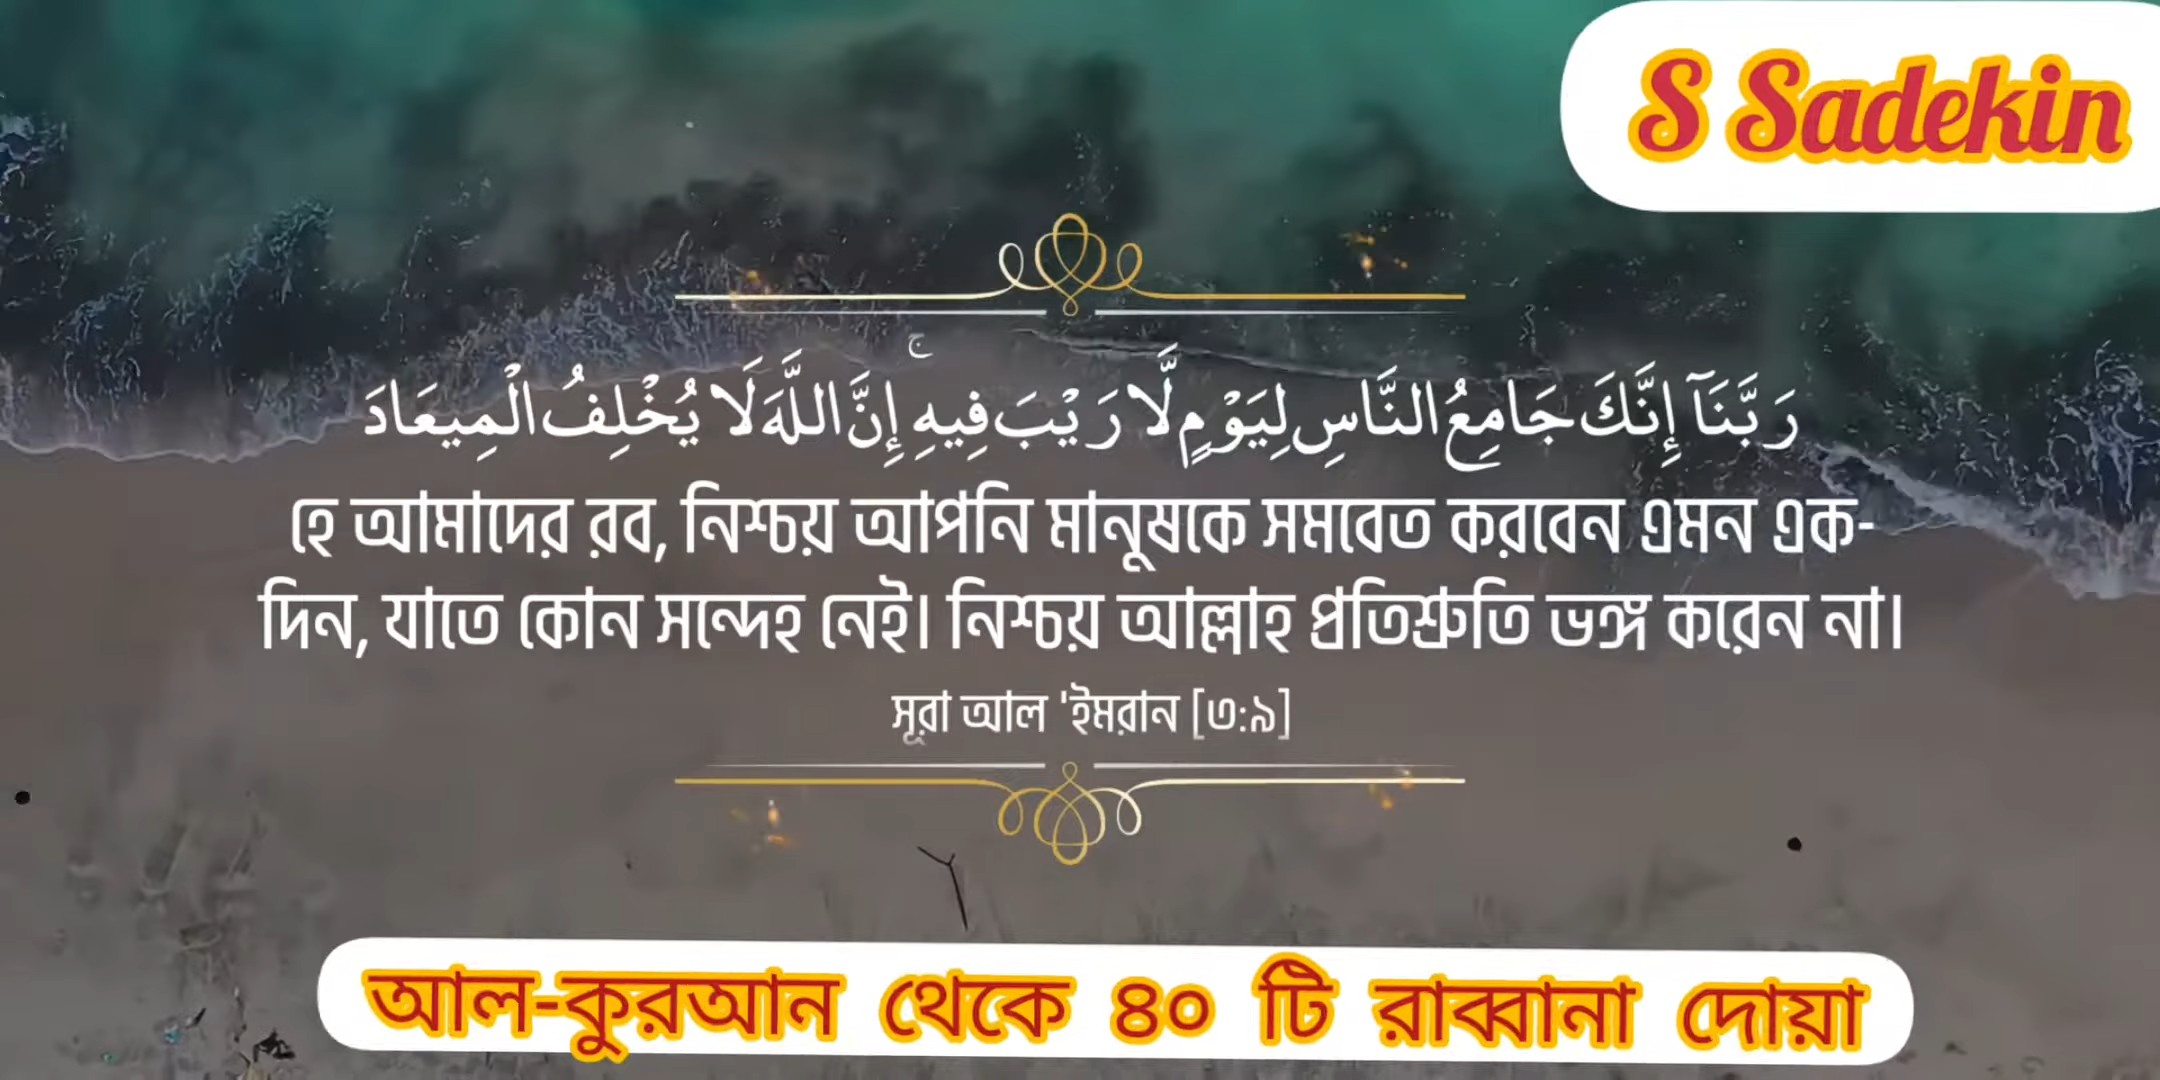 S Sadekin
رَبَّنَآ إِنَّكَ جَامِعُ النَّاسِ لِيَوْمٍ لَّا رَيْبَ فِيهِ ۚ إِنَّ اللَّهَ لَا يُخْلِفُ الْمِيعَادَ
হে আমাদের রব, নিশ্চয় আপনি মানুষকে সমবেত করবেন এমন এক-
দিন, যাতে কোন সন্দেহ নেই। নিশ্চয় আল্লাহ প্রতিশ্রুতি ভঙ্গ করেন না।
সূরা আল 'ইমরান [৩:৯]
আল-কুরআন থেকে ৪০ টি রাব্বানা দোয়া